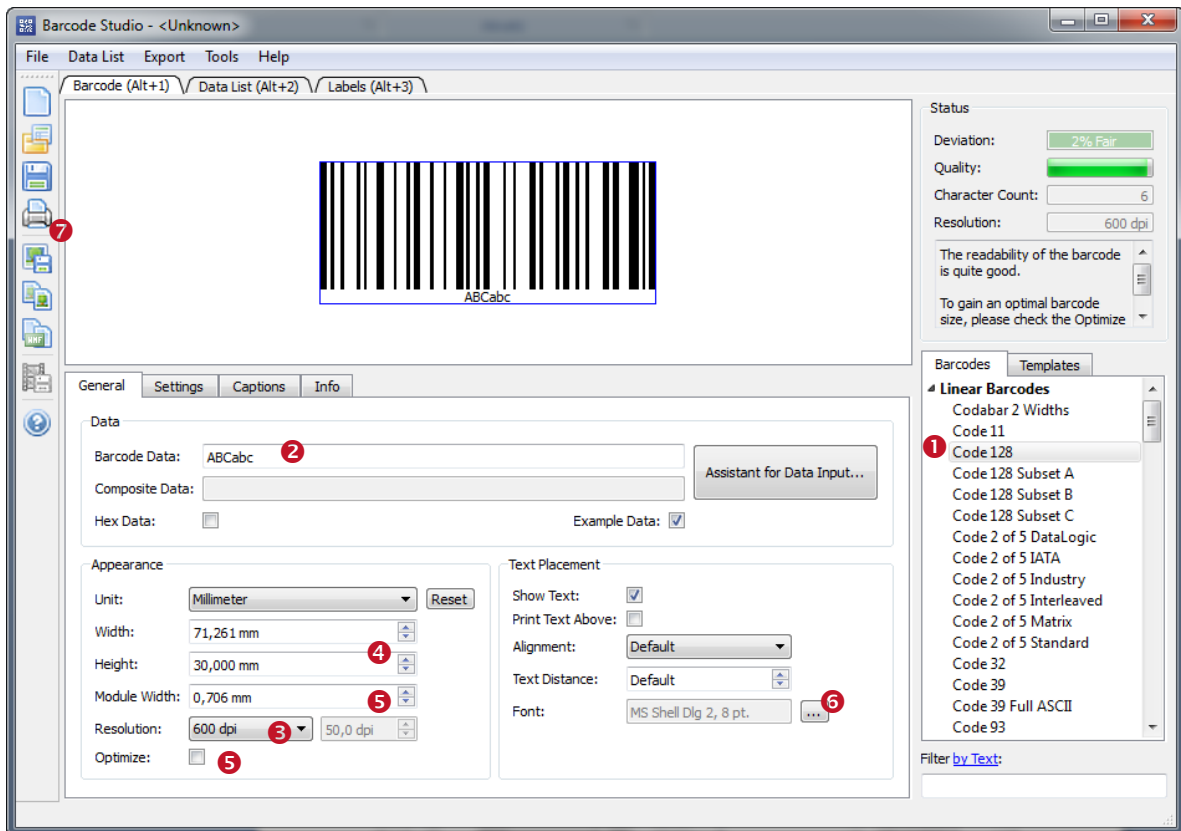 Barcode Studio - <Unknown>
File Data List Export Tools Help
Barcode (Alt+1) Data List (Alt+2) Labels (Alt+3)
7
WMF
ABCabc
Status
Deviation: 2% Fair
Quality:
Character Count: 6
Resolution: 600 dpi
The readability of the barcode
is quite good.
To gain an optimal barcode
size, please check the Optimize
General Settings Captions Info
Data
Barcode Data: ABCabc 2
Assistant for Data Input...
Composite Data:
Hex Data: Example Data:
Appearance
Unit: Millimeter Reset
Width: 71,261 mm
4
Height: 30,000 mm
Module Width: 0,706 mm 5
Resolution: 600 dpi 3 50,0 dpi
Optimize: 5
Text Placement
Show Text:
Print Text Above:
Alignment: Default
Text Distance: Default
Font: MS Shell Dlg 2, 8 pt. ... 6
Barcodes Templates
Linear Barcodes
Codabar 2 Widths
Code 11
1 Code 128
Code 128 Subset A
Code 128 Subset B
Code 128 Subset C
Code 2 of 5 DataLogic
Code 2 of 5 IATA
Code 2 of 5 Industry
Code 2 of 5 Interleaved
Code 2 of 5 Matrix
Code 2 of 5 Standard
Code 32
Code 39
Code 39 Full ASCII
Code 93
Filter by Text: